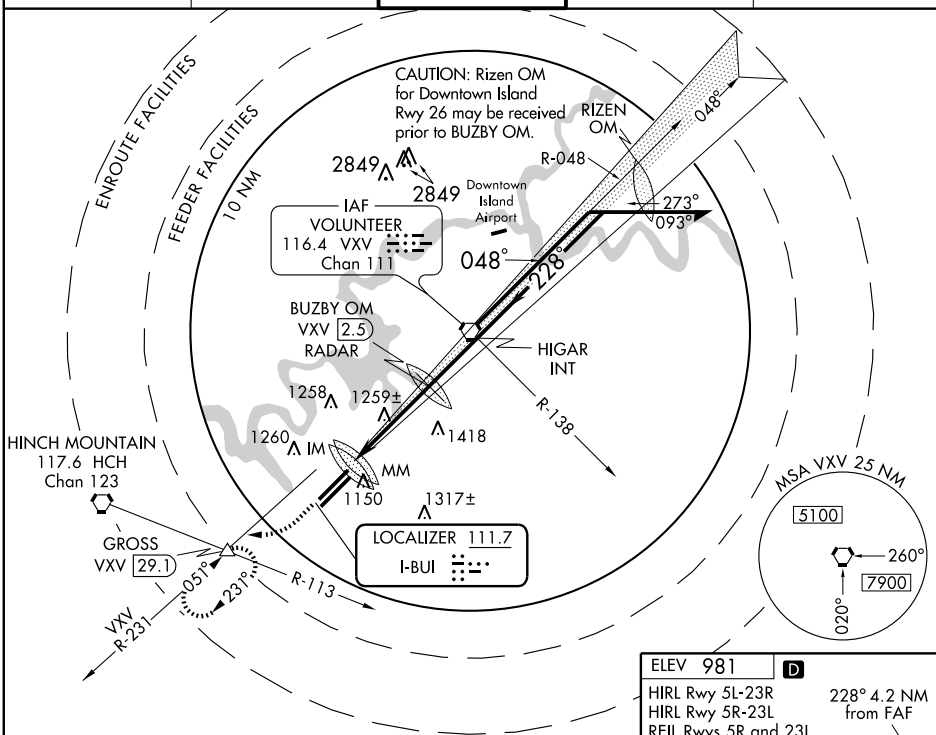 ENROUTE FACILITIES
FEEDER FACILITIES
10 NM
CAUTION: Rizen OM
for Downtown Island
Rwy 26 may be received
prior to BUZBY OM.
RIZEN
OM
048°
R-048
2849
2849
Downtown
Island
Airport
273°
093°
IAF
VOLUNTEER
116.4 VXV
Chan 111
048°
228°
BUZBY OM
VXV 2.5
RADAR
HIGAR
INT
R-138
1258
1259±
1418
1260
IM
MM
1150
1317±
HINCH MOUNTAIN
117.6 HCH
Chan 123
GROSS
VXV 29.1
051°
231°
R-113
VXV
R-231
LOCALIZER 111.7
I-BUI
MSA VXV 25 NM
5100
260°
7900
020°
ELEV 981 D
HIRL Rwy 5L-23R
HIRL Rwy 5R-23L
REIL Rwys 5R and 23L
228° 4.2 NM
from FAF